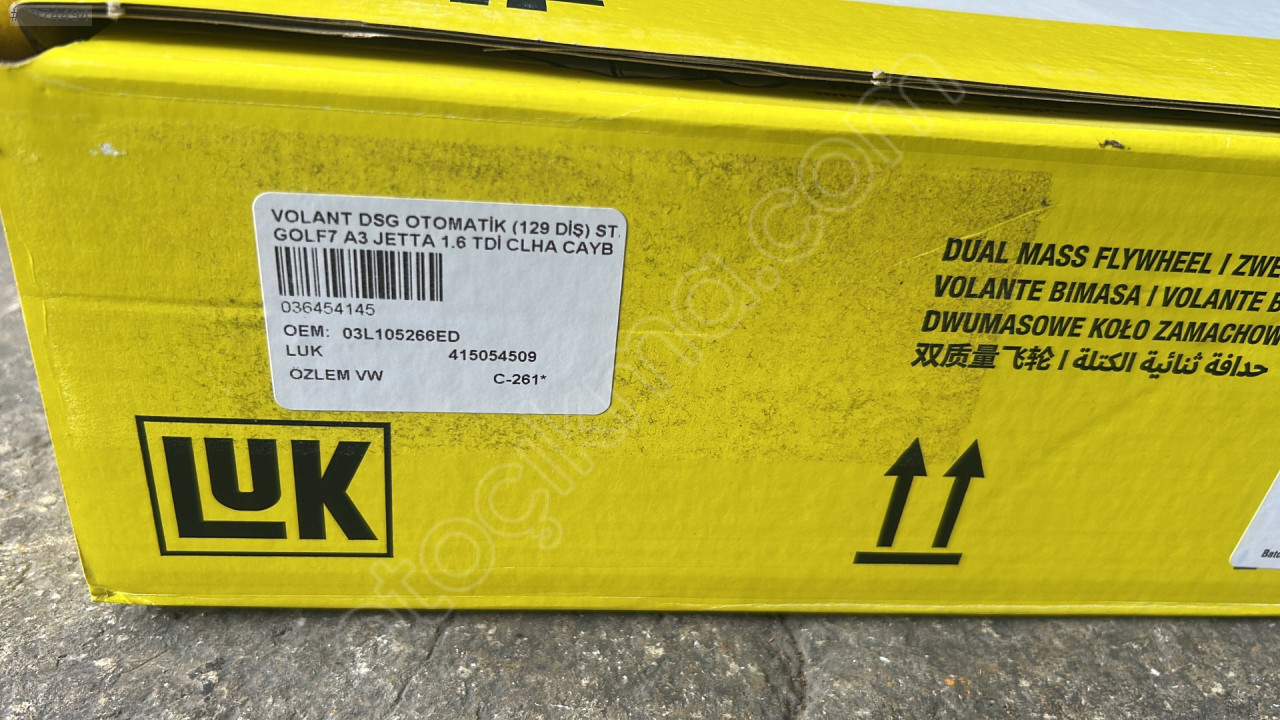 VOLANT DSG OTOMATİK (129 DİŞ) ST.
GOLF7 A3 JETTA 1.6 TDİ CLHA CAYB
036454145
OEM: 03L105266ED
LUK 415054509
ÖZLEM VW C-261*
LUK
DUAL MASS FLYWHEEL / ZWE
VOLANTE BIMASA / VOLANTE B
DWUMASOWE KOŁO ZAMACHOW
双质量飞轮 / حدافة ثنائية الكتلة
otoçıkma.com